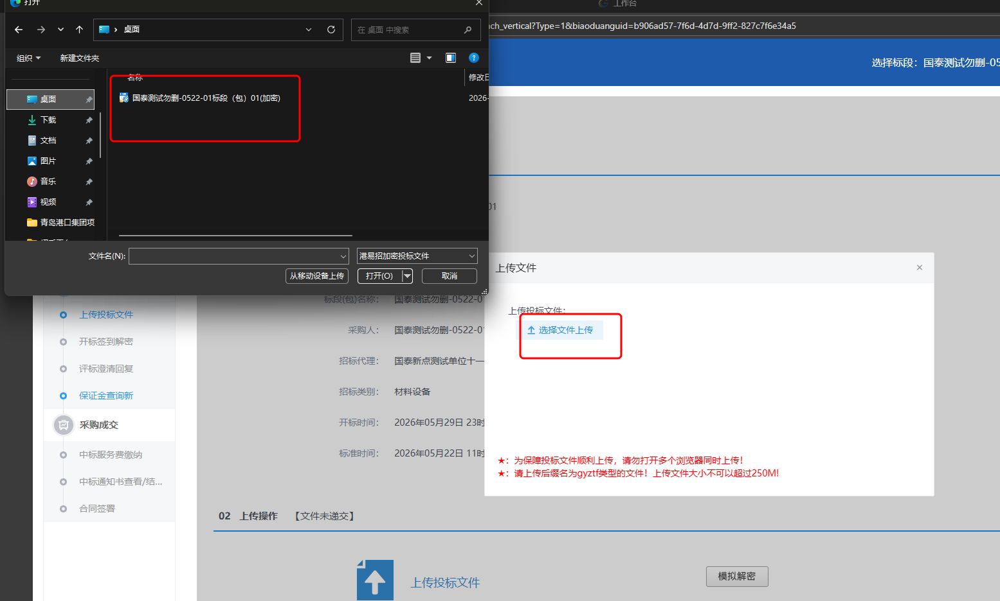 打开
工作台
桌面
在 桌面 中搜索
ch_vertical?Type=1&biaoduanguid=b906ad57-7f6d-4d7d-9ff2-827c7f6e34a5
组织
新建文件夹
选择标段：国泰测试勿删-05
名称
修改日
桌面
国泰测试勿删-0522-01标段（包）01(加密)
2026-
下载
文档
图片
音乐
视频
01
青岛港口集团项
文件名(N):
港易招加密投标文件
从移动设备上传
打开(O)
取消
上传文件
标段(包)名称：
国泰测试勿删-0522-0
上传投标文件：
上传投标文件
选择文件上传
采购人：
国泰测试勿删-0522-0
开标签到解密
招标代理：
国泰新点测试单位十一
评标澄清回复
招标类别：
材料设备
保证金查询新
采购成交
开标时间：
2026年05月29日 23时
中标服务费缴纳
标准时间：
2026年05月22日 11时
★：为保障投标文件顺利上传，请勿打开多个浏览器同时上传！
★：请上传后缀名为gyztf类型的文件！上传文件大小不可以超过250M!
中标通知书查看/结...
合同签署
02 上传操作 【文件未递交】
上传投标文件
模拟解密